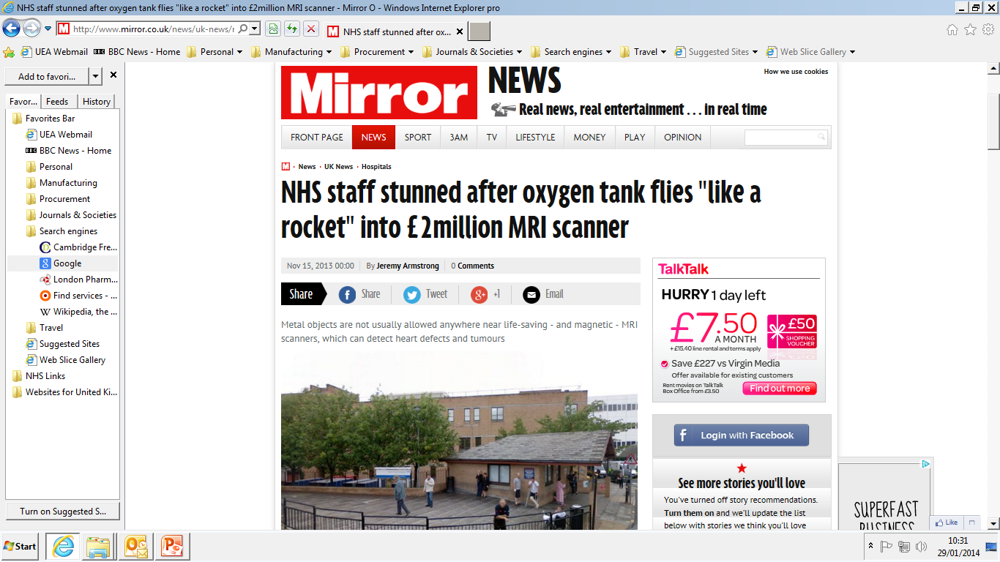 NHS staff stunned after oxygen tank flies "like a rocket" into £2million MRI scanner - Mirror O - Windows Internet Explorer pro
http://www.mirror.co.uk/news/uk-news/r
NHS staff stunned after ox...
UEA Webmail
BBC News - Home
Personal
Manufacturing
Procurement
Journals & Societies
Search engines
Travel
Suggested Sites
Web Slice Gallery
Add to favori...
Favor...
Feeds
History
Favorites Bar
UEA Webmail
BBC News - Home
Personal
Manufacturing
Procurement
Journals & Societies
Search engines
Cambridge Fre...
Google
London Pharm...
Find services - ...
Wikipedia, the ...
Travel
Suggested Sites
Web Slice Gallery
NHS Links
Websites for United Ki...
Turn on Suggested S...
Mirror
NEWS
How we use cookies
Real news, real entertainment ... in real time
FRONT PAGE
NEWS
SPORT
3AM
TV
LIFESTYLE
MONEY
PLAY
OPINION
M
News
UK News
Hospitals
NHS staff stunned after oxygen tank flies "like a
rocket" into £2million MRI scanner
Nov 15, 2013 00:00
By Jeremy Armstrong
0 Comments
Share
Share
Tweet
+1
Email
Metal objects are not usually allowed anywhere near life-saving - and magnetic - MRI
scanners, which can detect heart defects and tumours
TalkTalk
HURRY 1 day left
£7.50
A MONTH
+ £15.40 line rental and terms apply
£50
SHOPPING
VOUCHER
Save £227 vs Virgin Media
Offer available for existing customers
Rent movies on TalkTalk
Box Office from £3.50
Find out more
Login with Facebook
See more stories you'll love
You've turned off story recommendations.
Turn them on and we'll update the list
below with stories we think you'll love
SUPERFAST
BUSINESS
Like
Start
10:31
29/01/2014